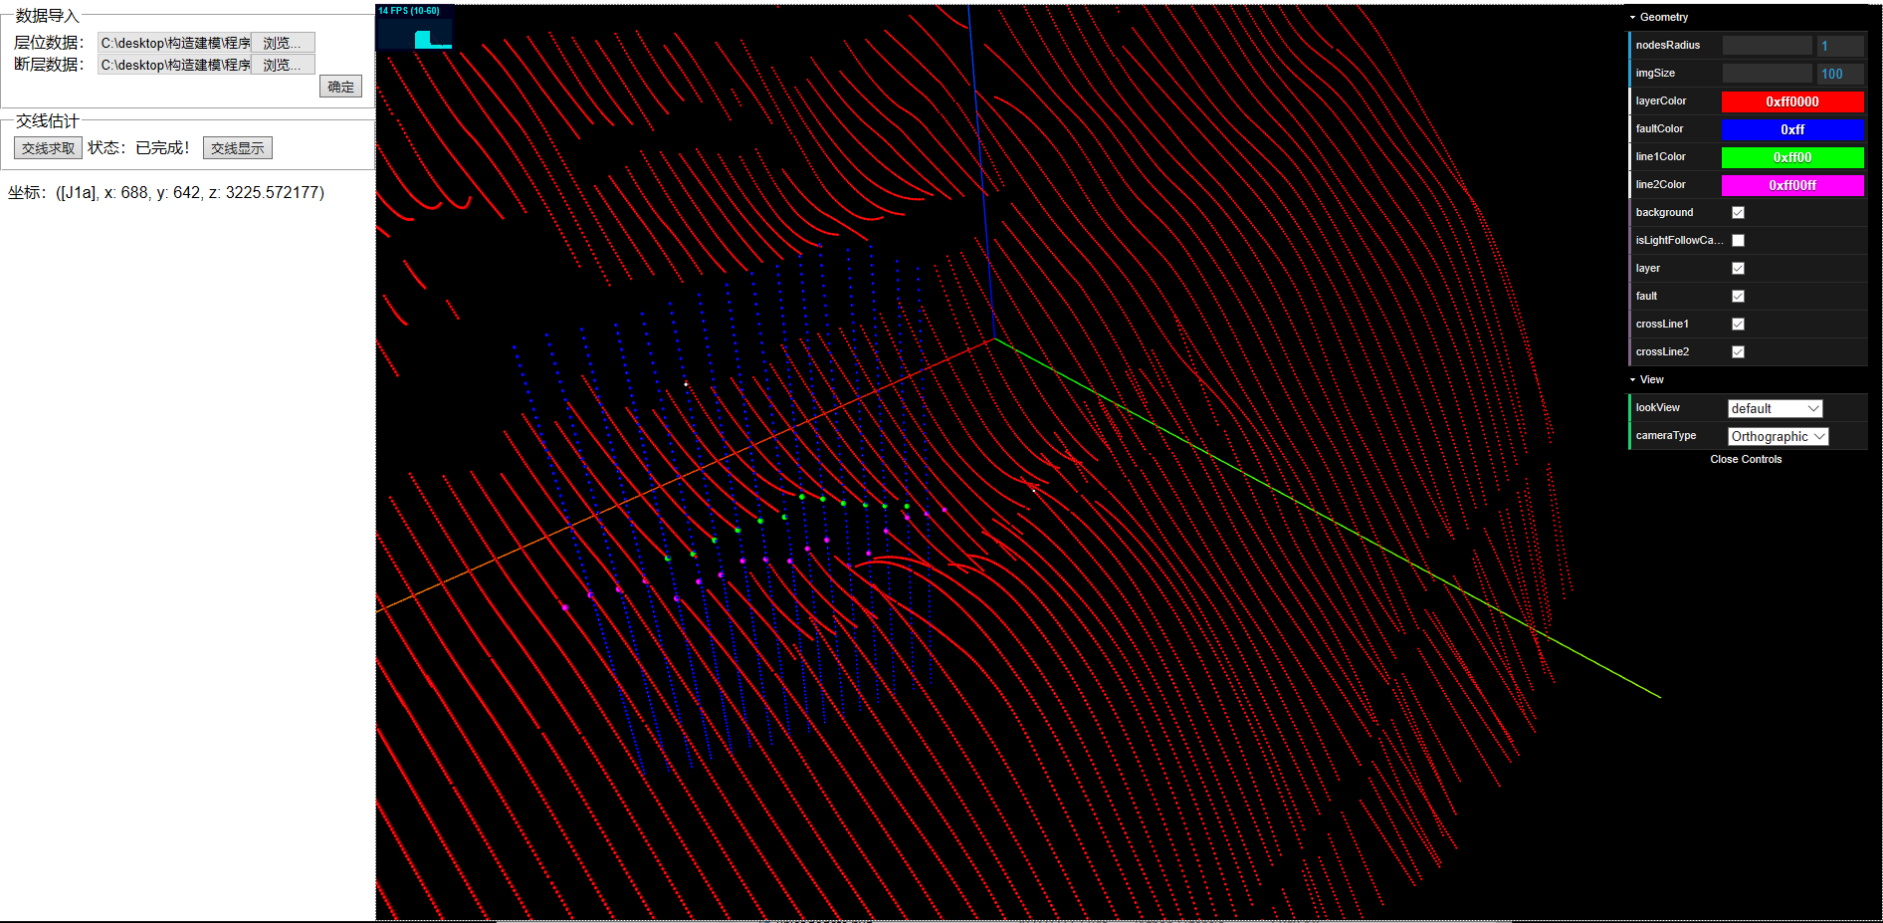 数据导入
层位数据： C:\desktop\构造建模\程序 浏览...
断层数据： C:\desktop\构造建模\程序 浏览...
确定
交线估计
交线求取 状态：已完成！ 交线显示
坐标：([J1a], x: 688, y: 642, z: 3225.572177)
14 FPS (10-60)
Geometry
nodesRadius 1
imgSize 100
layerColor 0xff0000
faultColor 0xff
line1Color 0xff00
line2Color 0xff00ff
background
isLightFollowCa...
layer
fault
crossLine1
crossLine2
View
lookView default
cameraType Orthographic
Close Controls